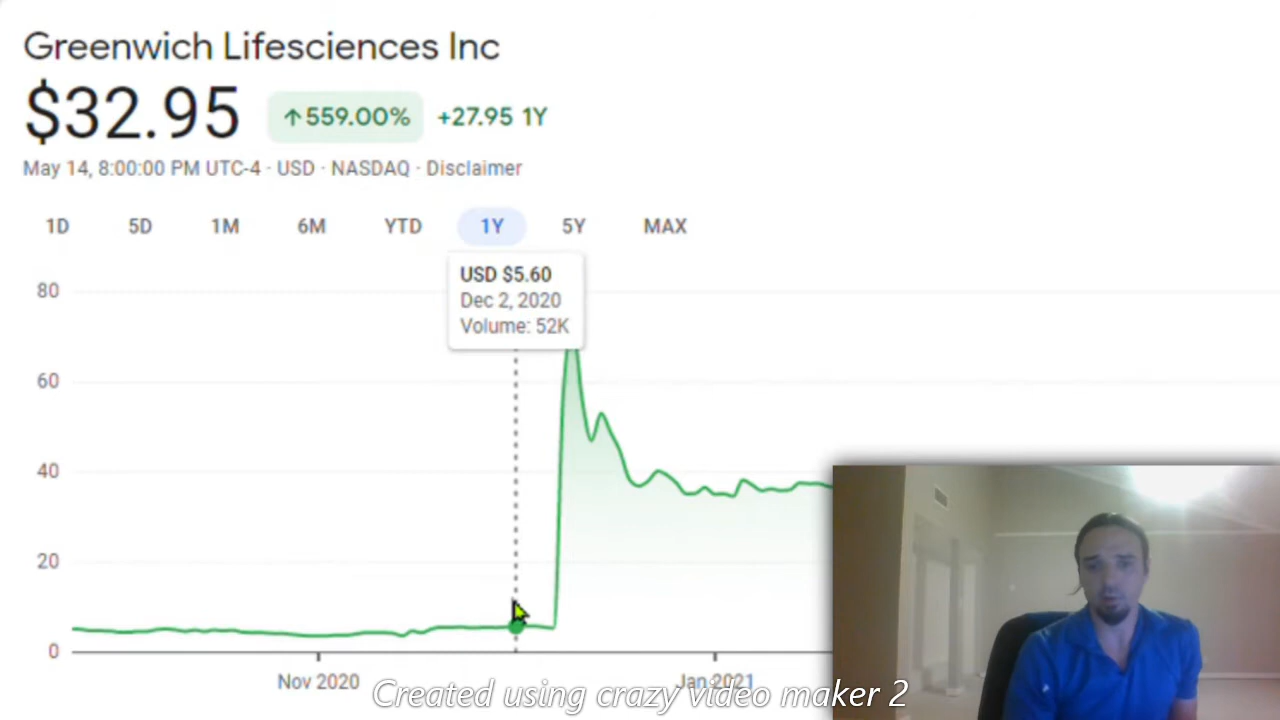 Greenwich Lifesciences Inc
$32.95 ↑559.00% +27.95 1Y
May 14, 8:00:00 PM UTC-4 · USD · NASDAQ · Disclaimer
1D 5D 1M 6M YTD 1Y 5Y MAX
USD $5.60
Dec 2, 2020
Volume: 52K
80
60
40
20
0
Nov 2020 Jan 2021
Created using crazy video maker 2